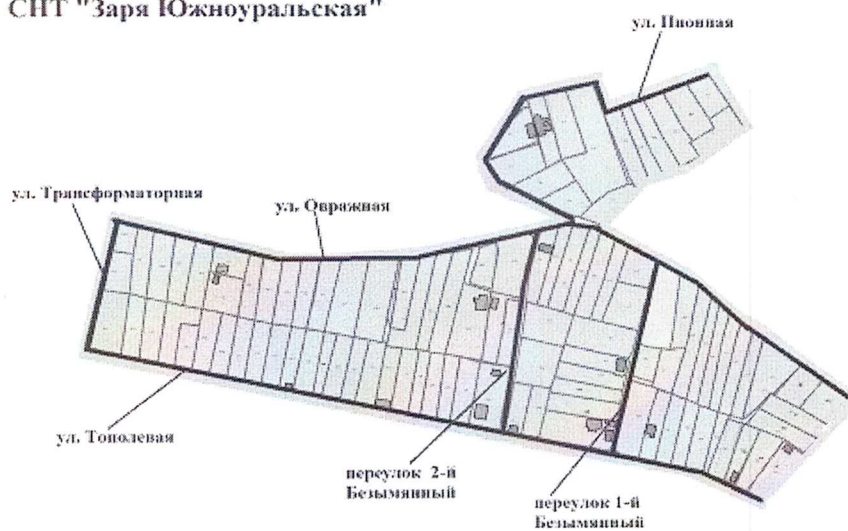 СНТ "Заря Южноуральская"
ул. Пионная
ул. Трансформаторная
ул. Овражная
ул. Тополевая
переулок 2-й
Безымянный
переулок 1-й
Безымянный